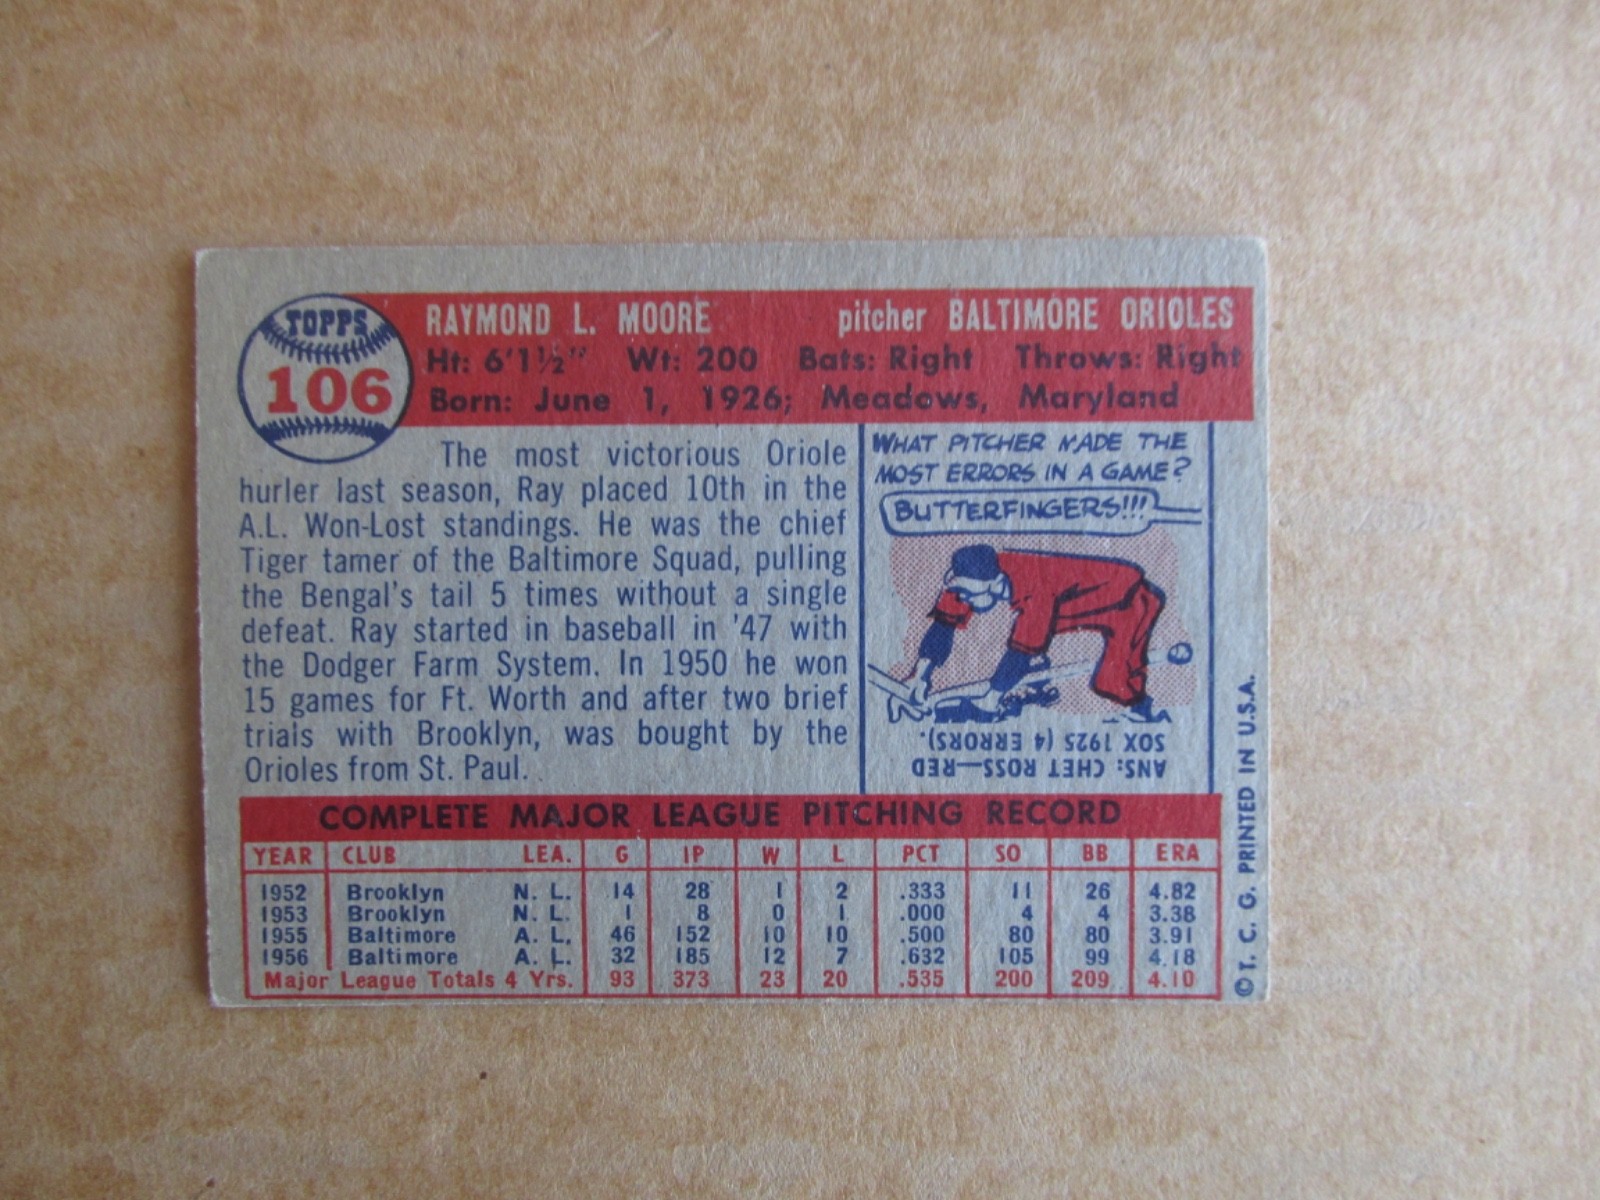 TOPPS
106
RAYMOND L. MOORE pitcher BALTIMORE ORIOLES
Ht: 6'1½" Wt: 200 Bats: Right Throws: Right
Born: June 1, 1926; Meadows, Maryland
The most victorious Oriole
hurler last season, Ray placed 10th in the
A.L. Won-Lost standings. He was the chief
Tiger tamer of the Baltimore Squad, pulling
the Bengal's tail 5 times without a single
defeat. Ray started in baseball in '47 with
the Dodger Farm System. In 1950 he won
15 games for Ft. Worth and after two brief
trials with Brooklyn, was bought by the
Orioles from St. Paul.
WHAT PITCHER MADE THE
MOST ERRORS IN A GAME?
BUTTERFINGERS!!!
ANS: CHET ROSS—RED
SOX 1925 (4 ERRORS).
COMPLETE MAJOR LEAGUE PITCHING RECORD
YEAR CLUB LEA. G IP W L PCT SO BB ERA
1952 Brooklyn N. L. 14 28 1 2 .333 11 26 4.82
1953 Brooklyn N. L. 1 8 0 1 .000 4 4 3.38
1955 Baltimore A. L. 46 152 10 10 .500 80 80 3.91
1956 Baltimore A. L. 32 185 12 7 .632 105 99 4.18
Major League Totals 4 Yrs. 93 373 23 20 .535 200 209 4.10
© T. C. G. PRINTED IN U.S.A.